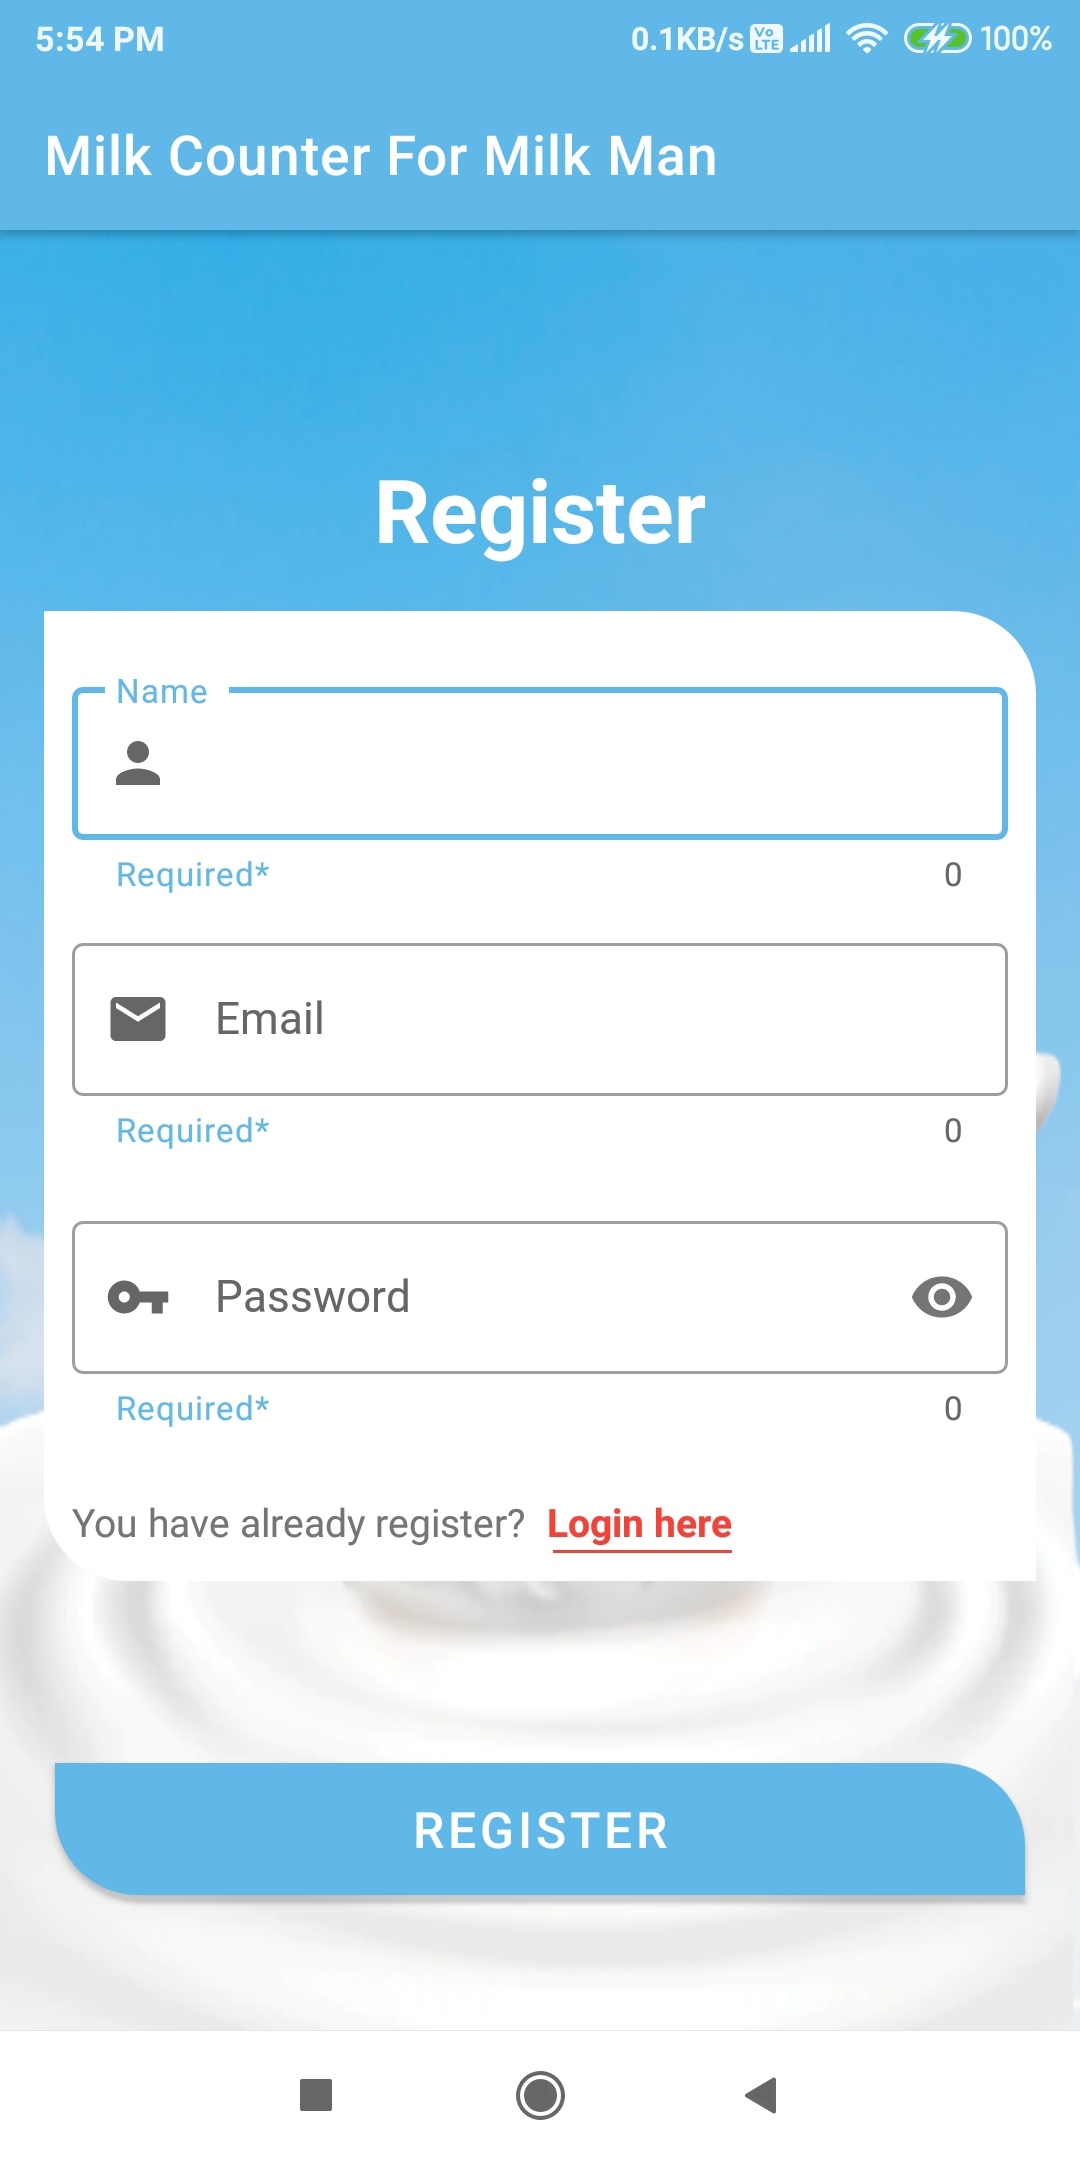 5:54 PM 0.1KB/s Vo LTE 100%
Milk Counter For Milk Man
Register
Name
Required* 0
Email
Required* 0
Password
Required* 0
You have already register? Login here
REGISTER